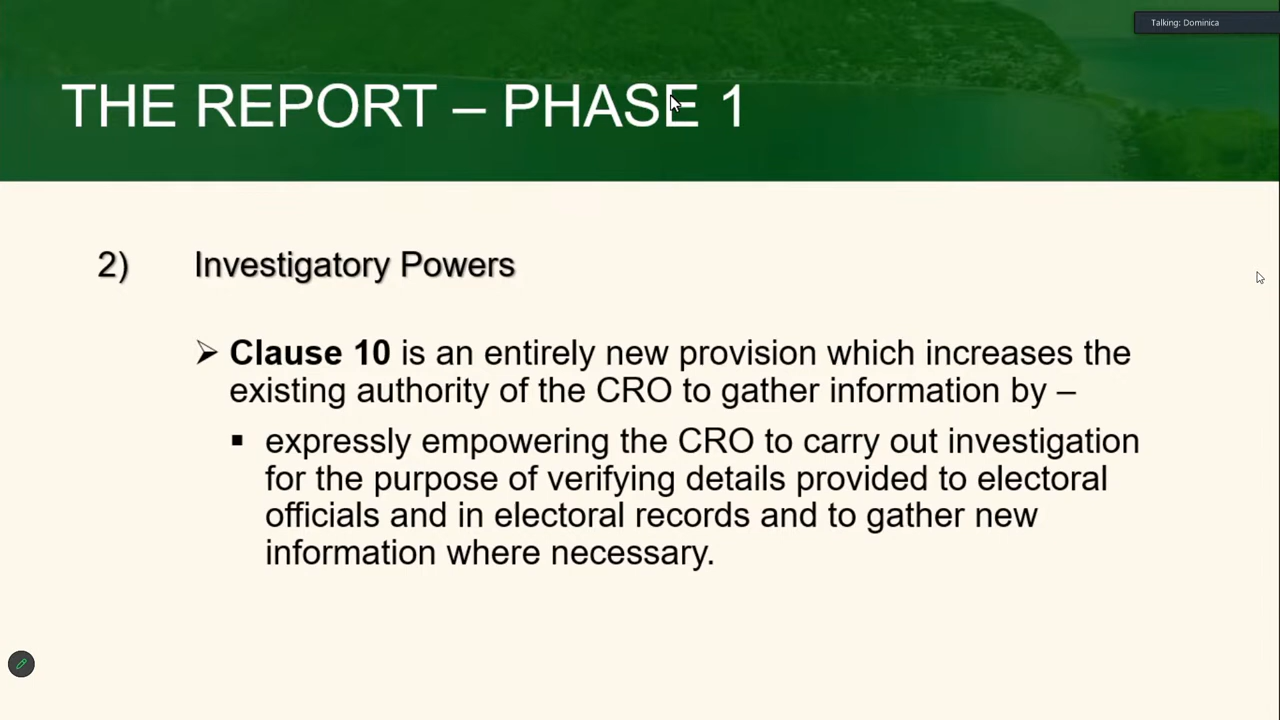 Talking: Dominica
THE REPORT – PHASE 1
2) Investigatory Powers
➢ Clause 10 is an entirely new provision which increases the
existing authority of the CRO to gather information by –
▪ expressly empowering the CRO to carry out investigation
for the purpose of verifying details provided to electoral
officials and in electoral records and to gather new
information where necessary.